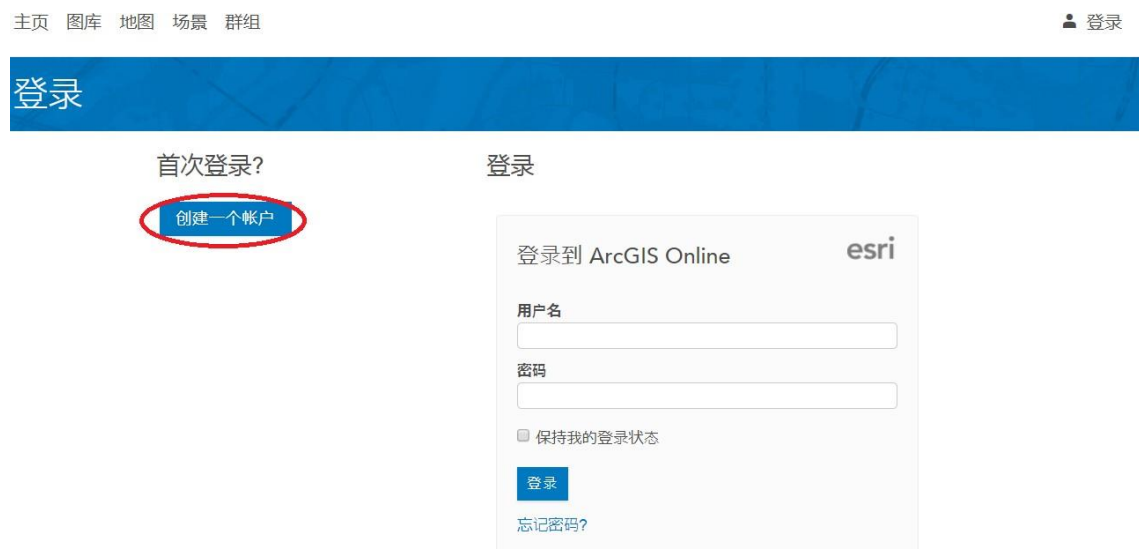 主页 图库 地图 场景 群组 登录
登录
首次登录?
创建一个帐户
登录
登录到 ArcGIS Online
esri
用户名
密码
保持我的登录状态
登录
忘记密码?